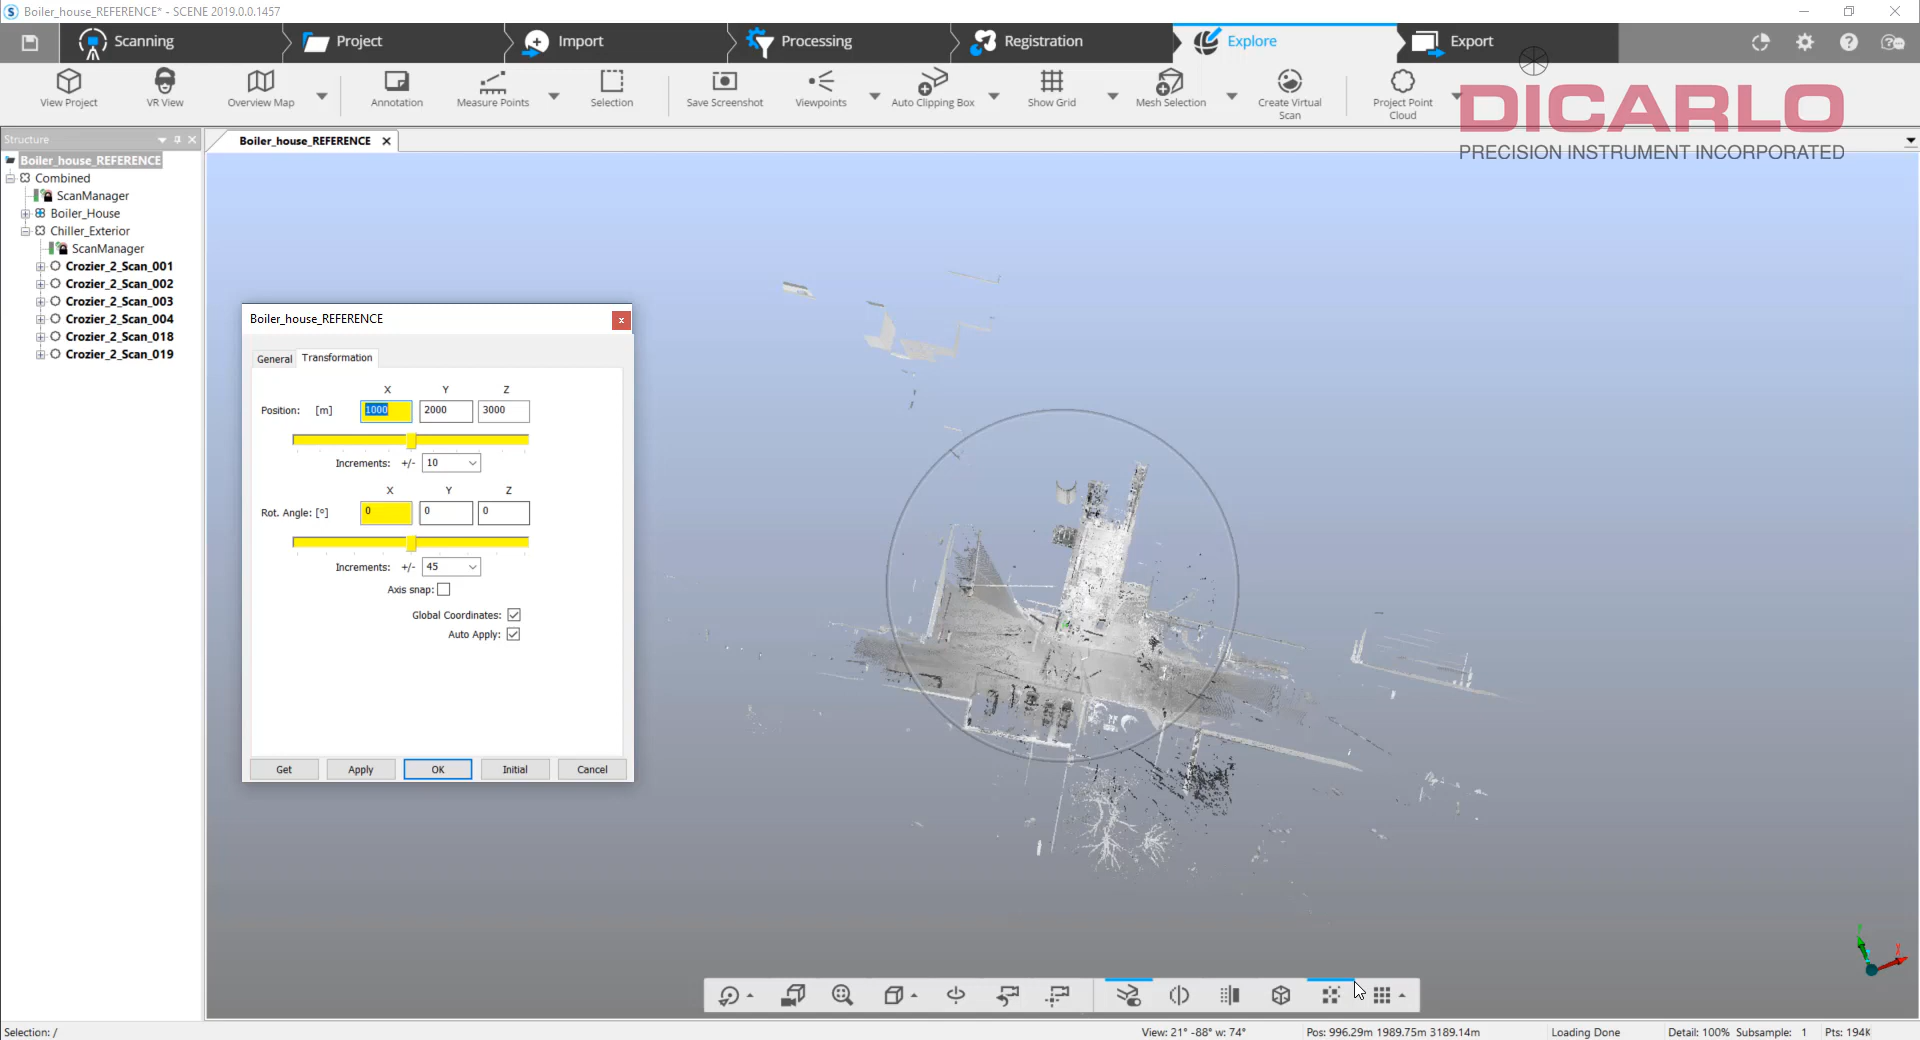 Boiler_house_REFERENCE* - SCENE 2019.0.0.1457
Scanning
Project
Import
Processing
Registration
Explore
Export
View Project
VR View
Overview Map
Annotation
Measure Points
Selection
Save Screenshot
Viewpoints
Auto Clipping Box
Show Grid
Mesh Selection
Create Virtual
Scan
Project Point
Cloud
DICARLO
PRECISION INSTRUMENT INCORPORATED
Structure
Boiler_house_REFERENCE
Boiler_house_REFERENCE
Combined
ScanManager
Boiler_House
Chiller_Exterior
ScanManager
Crozier_2_Scan_001
Crozier_2_Scan_002
Crozier_2_Scan_003
Crozier_2_Scan_004
Crozier_2_Scan_018
Crozier_2_Scan_019
Boiler_house_REFERENCE
General
Transformation
X Y Z
Position: [m] 1000 2000 3000
Increments: +/- 10
X Y Z
Rot. Angle: [°] 0 0 0
Increments: +/- 45
Axis snap:
Global Coordinates:
Auto Apply:
Get
Apply
OK
Initial
Cancel
Selection: /
View: 21° -88° w: 74°
Pos: 996.29m 1989.75m 3189.14m
Loading Done
Detail: 100% Subsample: 1
Pts: 194K